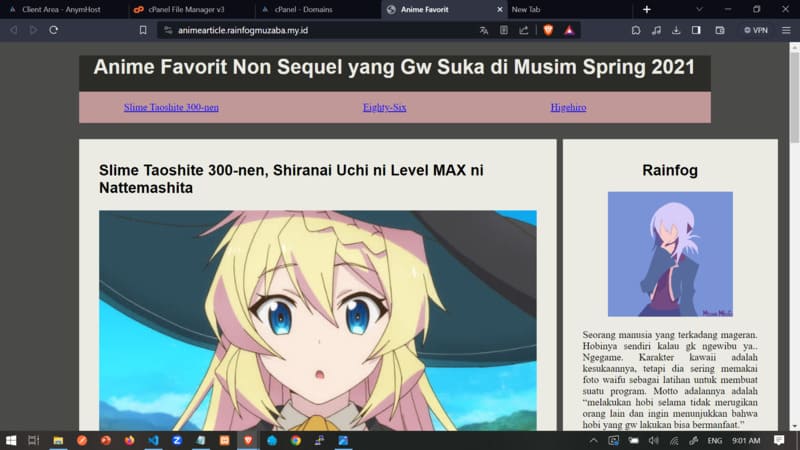 Client Area - AnymHost
cPanel File Manager v3
cPanel - Domains
Anime Favorit
New Tab
animearticle.rainfogmuzaba.my.id
VPN
Anime Favorit Non Sequel yang Gw Suka di Musim Spring 2021
Slime Taoshite 300-nen
Eighty-Six
Higehiro
Slime Taoshite 300-nen, Shiranai Uchi ni Level MAX ni
Nattemashita
Rainfog
Seorang manusia yang terkadang mageran.
Hobinya sendiri kalau gk ngewibu ya..
Ngegame. Karakter kawaii adalah
kesukaannya, tetapi dia sering memakai
foto waifu sebagai latihan untuk membuat
suatu program. Motto adalannya adalah
“melakukan hobi selama tidak merugikan
orang lain dan ingin menunjukkan bahwa
hobi yang gw lakukan bisa bermanfaat.”
ENG
9:01 AM